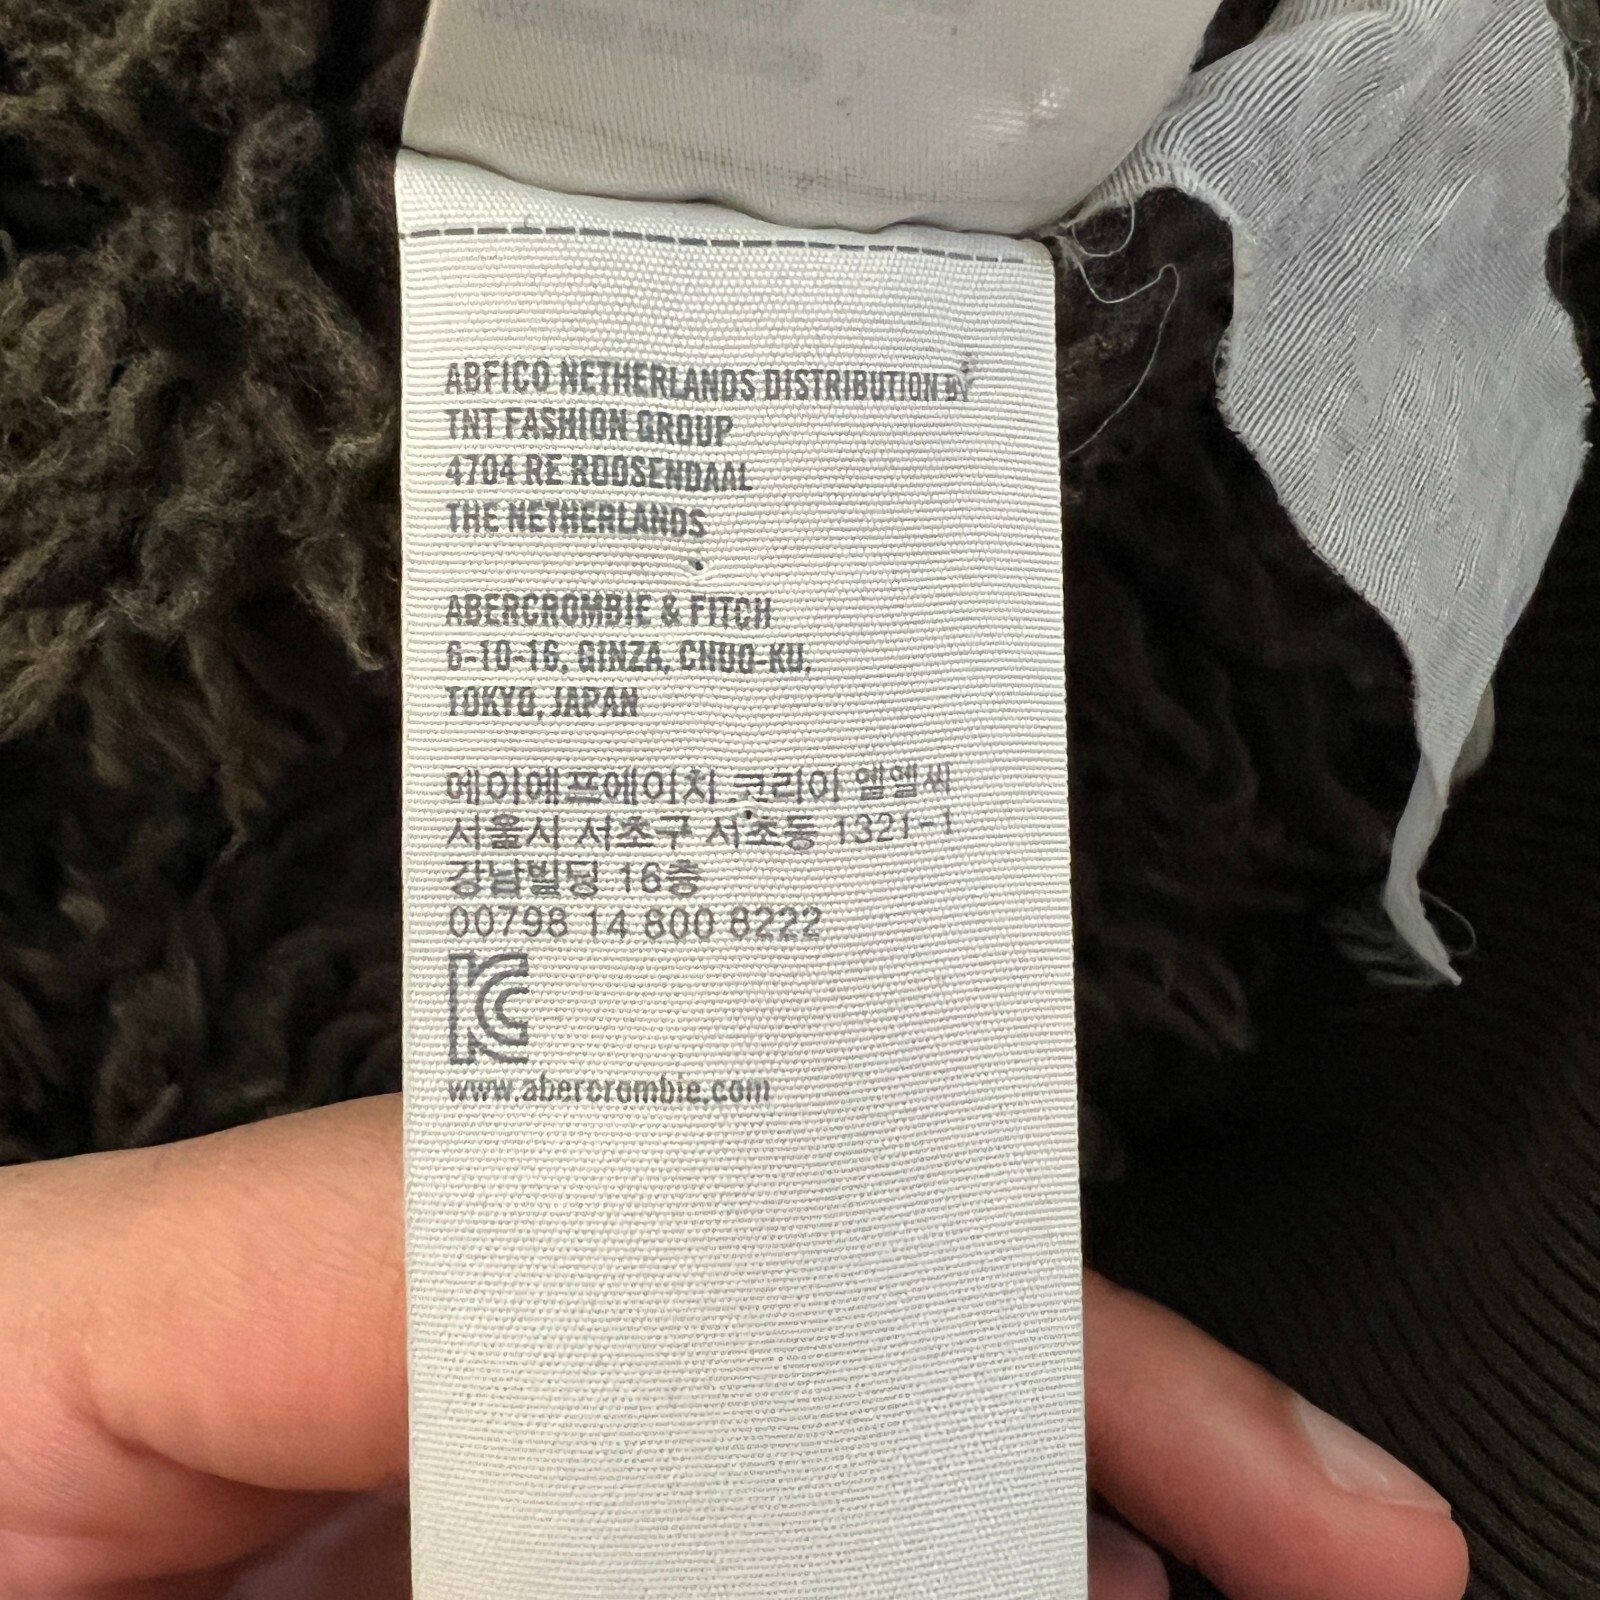 ABFICO NETHERLANDS DISTRIBUTION BV
TNT FASHION GROUP
4704 RE ROOSENDAAL
THE NETHERLANDS
ABERCROMBIE & FITCH
6-10-16, GINZA, CHUO-KU,
TOKYO, JAPAN
에이에프에이치 코리아 엘엘씨
서울시 서초구 서초동 1321-1
강남빌딩 16층
00798 14 800 8222
KC
www.abercrombie.com